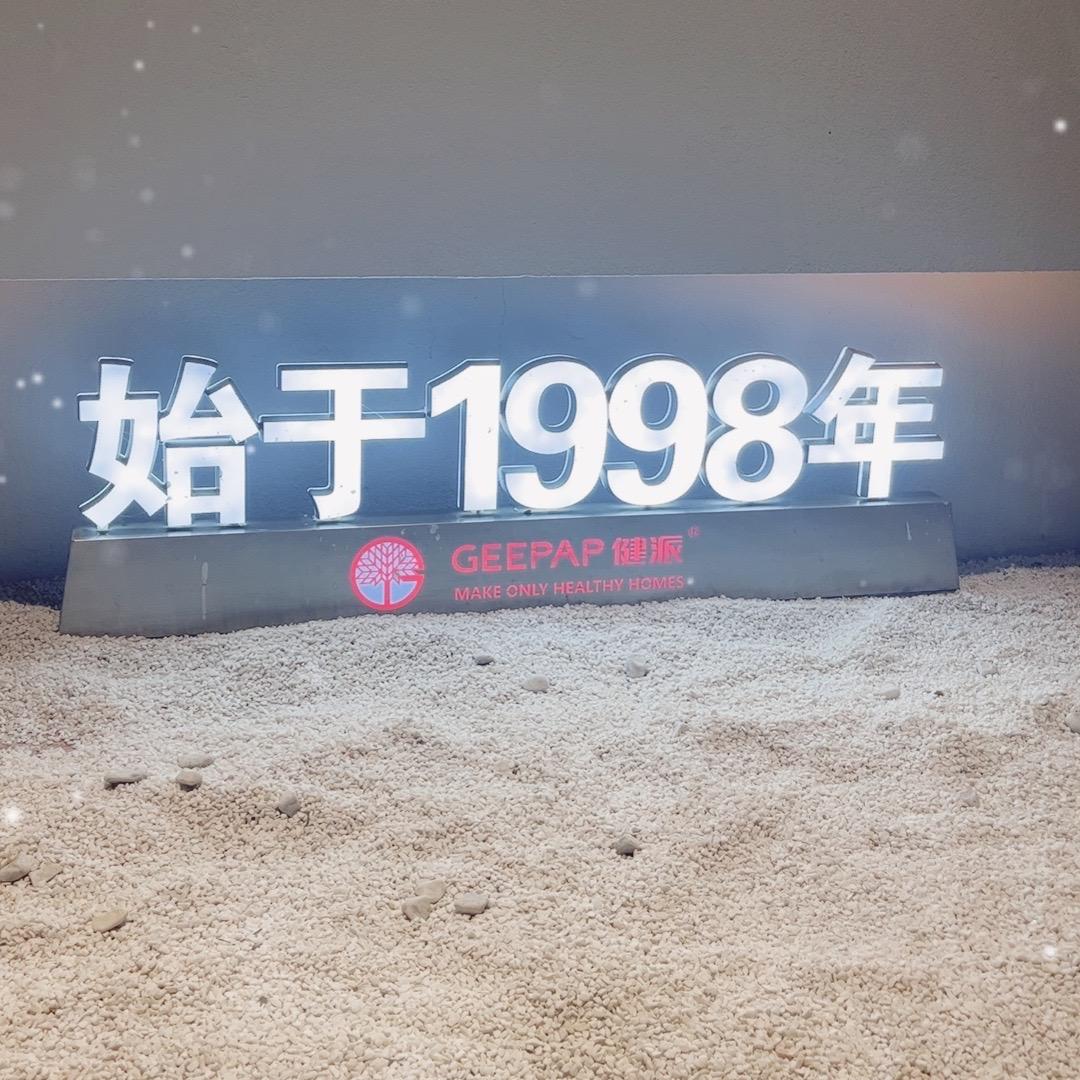 始于1998年
GEEPAP 健派®
MAKE ONLY HEALTHY HOMES